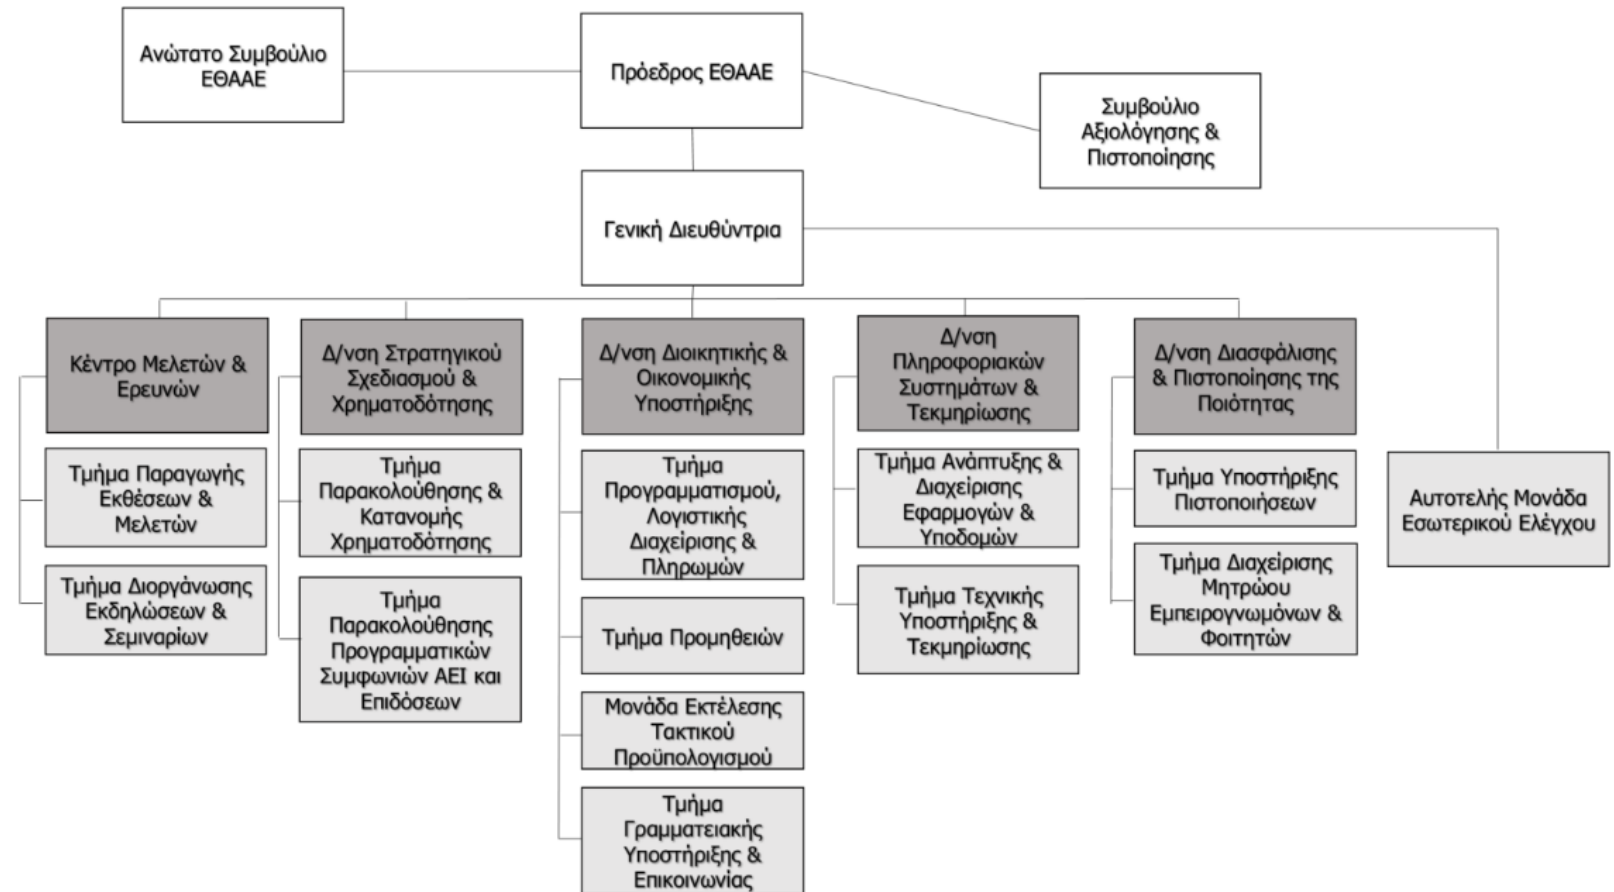 Ανώτατο Συμβούλιο
ΕΘΑΑΕ
Πρόεδρος ΕΘΑΑΕ
Συμβούλιο
Αξιολόγησης &
Πιστοποίησης
Γενική Διευθύντρια
Κέντρο Μελετών &
Ερευνών
Τμήμα Παραγωγής
Εκθέσεων &
Μελετών
Τμήμα Διοργάνωσης
Εκδηλώσεων &
Σεμιναρίων
Δ/νση Στρατηγικού
Σχεδιασμού &
Χρηματοδότησης
Τμήμα
Παρακολούθησης &
Κατανομής
Χρηματοδότησης
Τμήμα
Παρακολούθησης
Προγραμματικών
Συμφωνιών ΑΕΙ και
Επιδόσεων
Δ/νση Διοικητικής &
Οικονομικής
Υποστήριξης
Τμήμα
Προγραμματισμού,
Λογιστικής
Διαχείρισης &
Πληρωμών
Τμήμα Προμηθειών
Μονάδα Εκτέλεσης
Τακτικού
Προϋπολογισμού
Τμήμα
Γραμματειακής
Υποστήριξης &
Επικοινωνίας
Δ/νση
Πληροφοριακών
Συστημάτων &
Τεκμηρίωσης
Τμήμα Ανάπτυξης &
Διαχείρισης
Εφαρμογών &
Υποδομών
Τμήμα Τεχνικής
Υποστήριξης &
Τεκμηρίωσης
Δ/νση Διασφάλισης
& Πιστοποίησης της
Ποιότητας
Τμήμα Υποστήριξης
Πιστοποιήσεων
Τμήμα Διαχείρισης
Μητρώου
Εμπειρογνωμόνων &
Φοιτητών
Αυτοτελής Μονάδα
Εσωτερικού Ελέγχου